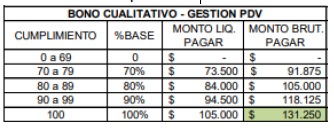 BONO CUALITATIVO - GESTION PDV
CUMPLIMIENTO %BASE MONTO LIQ. PAGAR MONTO BRUT. PAGAR
0 a 69 0 $ - $ -
70 a 79 70% $ 73.500 $ 91.875
80 a 89 80% $ 84.000 $ 105.000
90 a 99 90% $ 94.500 $ 118.125
100 100% $ 105.000 $ 131.250